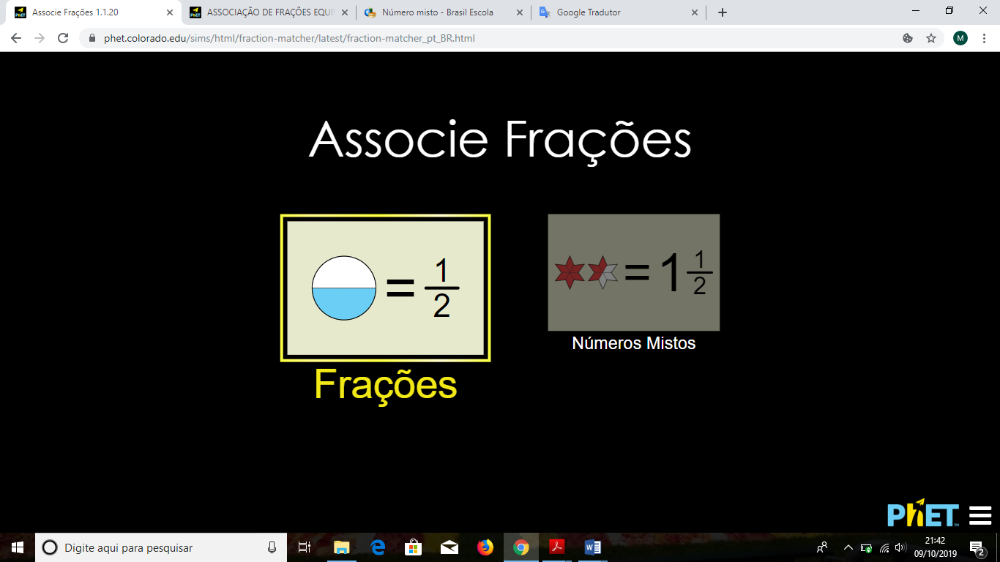 Associe Frações 1.1.20
ASSOCIAÇÃO DE FRAÇÕES EQUI
Número misto - Brasil Escola
Google Tradutor
phet.colorado.edu/sims/html/fraction-matcher/latest/fraction-matcher_pt_BR.html
M
Associe Frações
= 1/2
= 1 1/2
Frações
Números Mistos
PhET
Digite aqui para pesquisar
21:42
09/10/2019
2